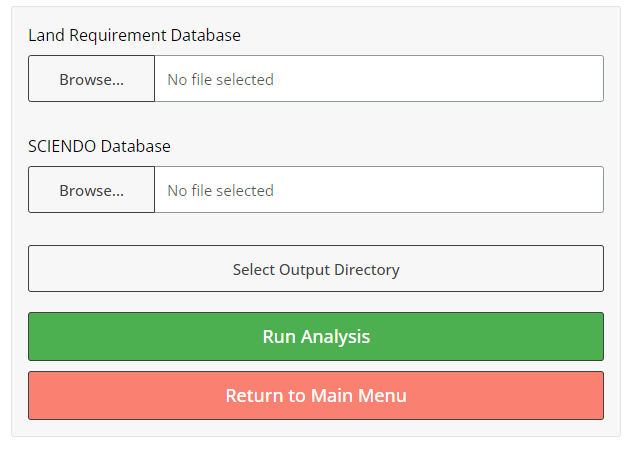 Land Requirement Database
Browse... No file selected
SCIENDO Database
Browse... No file selected
Select Output Directory
Run Analysis
Return to Main Menu